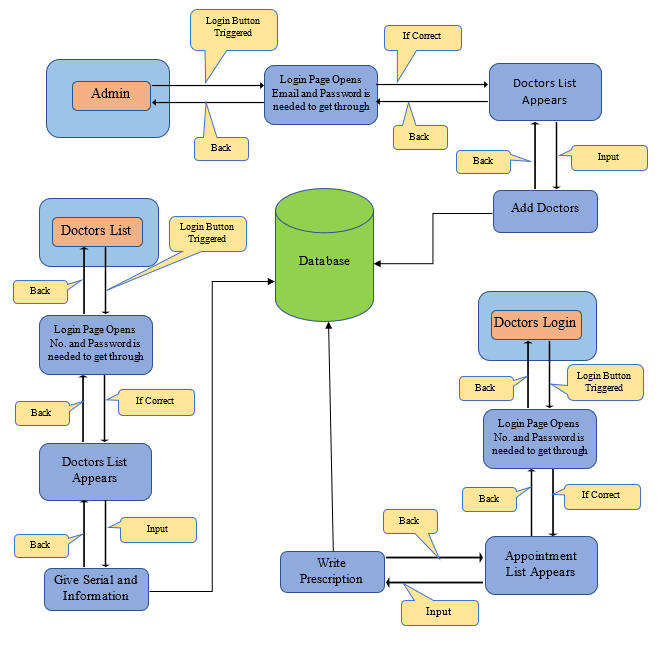 Login Button
Triggered
If Correct
Admin
Login Page Opens
Email and Password is
needed to get through
Doctors List
Appears
Back
Back
Back
Input
Add Doctors
Doctors List
Login Button
Triggered
Database
Back
Login Page Opens
No. and Password is
needed to get through
Doctors Login
Back
Login Button
Triggered
Back
If Correct
Login Page Opens
No. and Password is
needed to get through
Doctors List
Appears
Back
If Correct
Back
Input
Back
Appointment
List Appears
Write
Prescription
Give Serial and
Information
Input